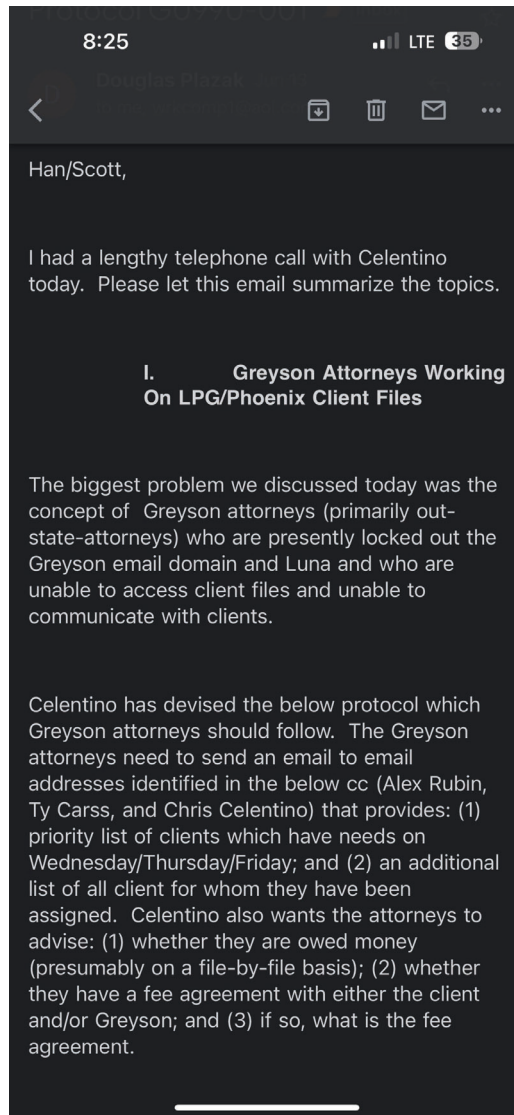 Protocol G0990-001
8:25
LTE 35
Douglas Plazak
Han/Scott,
I had a lengthy telephone call with Celentino
today. Please let this email summarize the topics.
I. Greyson Attorneys Working
On LPG/Phoenix Client Files
The biggest problem we discussed today was the
concept of Greyson attorneys (primarily out-
state-attorneys) who are presently locked out the
Greyson email domain and Luna and who are
unable to access client files and unable to
communicate with clients.
Celentino has devised the below protocol which
Greyson attorneys should follow. The Greyson
attorneys need to send an email to email
addresses identified in the below cc (Alex Rubin,
Ty Carss, and Chris Celentino) that provides: (1)
priority list of clients which have needs on
Wednesday/Thursday/Friday; and (2) an additional
list of all client for whom they have been
assigned. Celentino also wants the attorneys to
advise: (1) whether they are owed money
(presumably on a file-by-file basis); (2) whether
they have a fee agreement with either the client
and/or Greyson; and (3) if so, what is the fee
agreement.